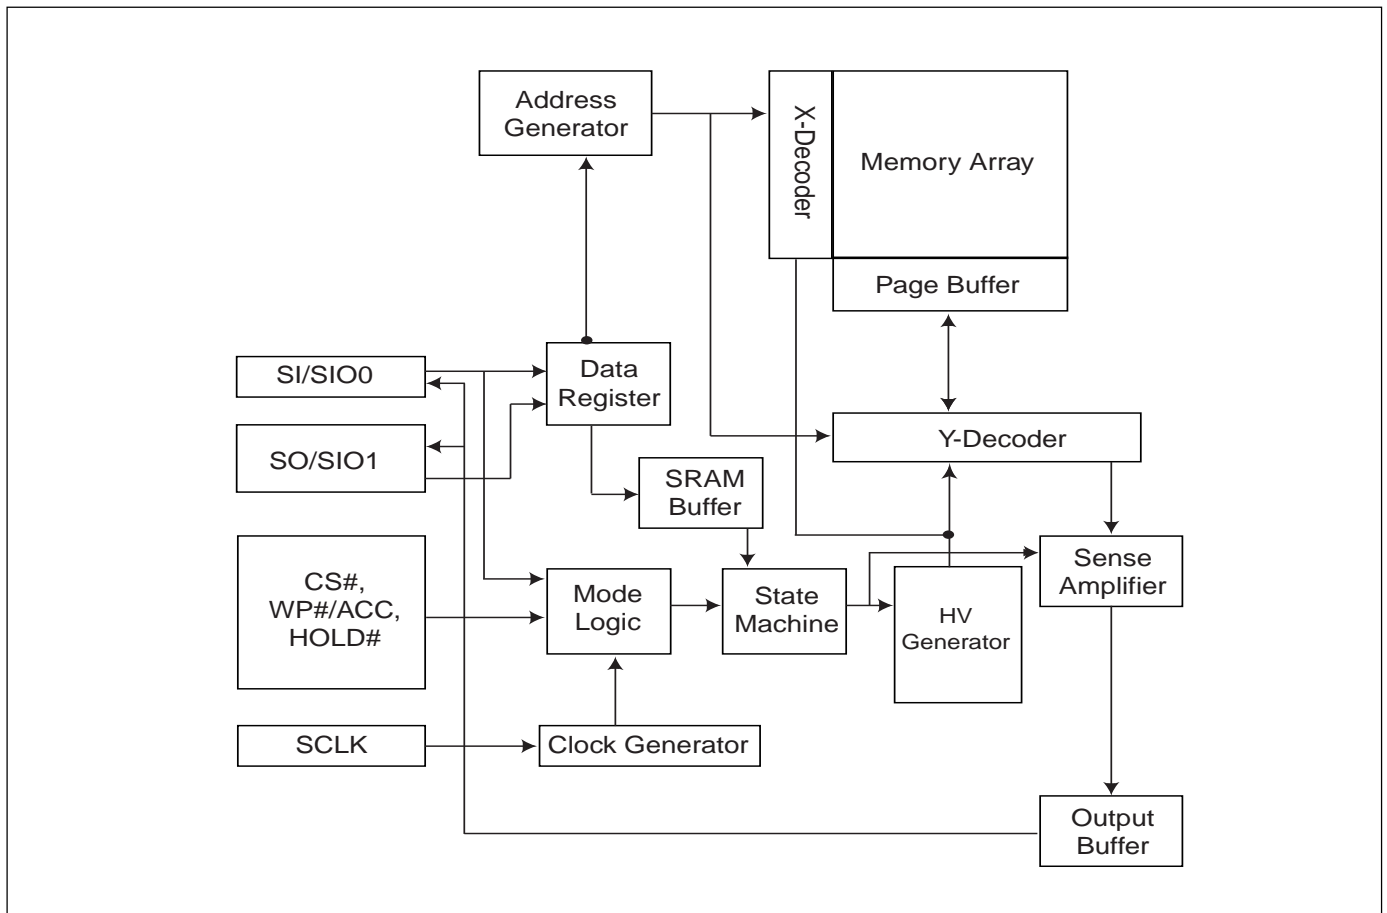 Address
Generator
X-Decoder
Memory Array
Page Buffer
SI/SIO0
Data
Register
SO/SIO1
Y-Decoder
SRAM
Buffer
CS#,
WP#/ACC,
HOLD#
Mode
Logic
State
Machine
HV
Generator
Sense
Amplifier
SCLK
Clock Generator
Output
Buffer